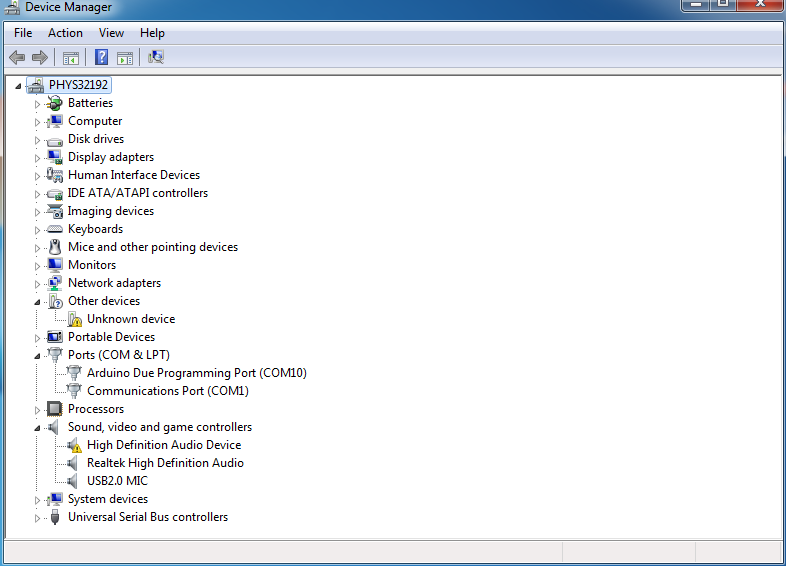 Device Manager
File Action View Help
PHYS32192
Batteries
Computer
Disk drives
Display adapters
Human Interface Devices
IDE ATA/ATAPI controllers
Imaging devices
Keyboards
Mice and other pointing devices
Monitors
Network adapters
Other devices
Unknown device
Portable Devices
Ports (COM & LPT)
Arduino Due Programming Port (COM10)
Communications Port (COM1)
Processors
Sound, video and game controllers
High Definition Audio Device
Realtek High Definition Audio
USB2.0 MIC
System devices
Universal Serial Bus controllers